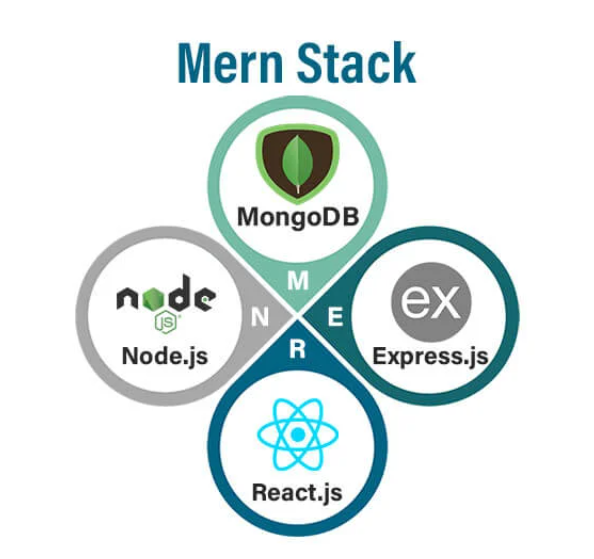 Mern Stack
MongoDB
M
node
JS
Node.js
N
E
ex
Express.js
R
React.js